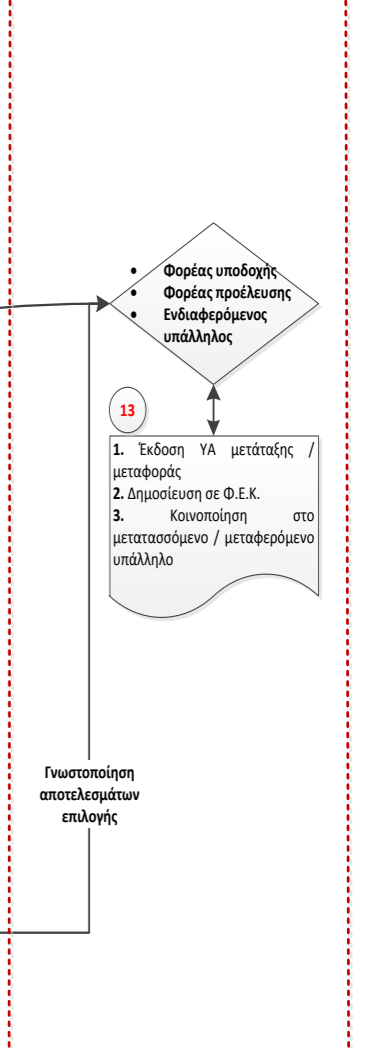 • Φορέας υποδοχής
• Φορέας προέλευσης
• Ενδιαφερόμενος
υπάλληλος
13
1. Έκδοση ΥΑ μετάταξης /
μεταφοράς
2. Δημοσίευση σε Φ.Ε.Κ.
3. Κοινοποίηση στο
μετατασσόμενο / μεταφερόμενο
υπάλληλο
Γνωστοποίηση
αποτελεσμάτων
επιλογής